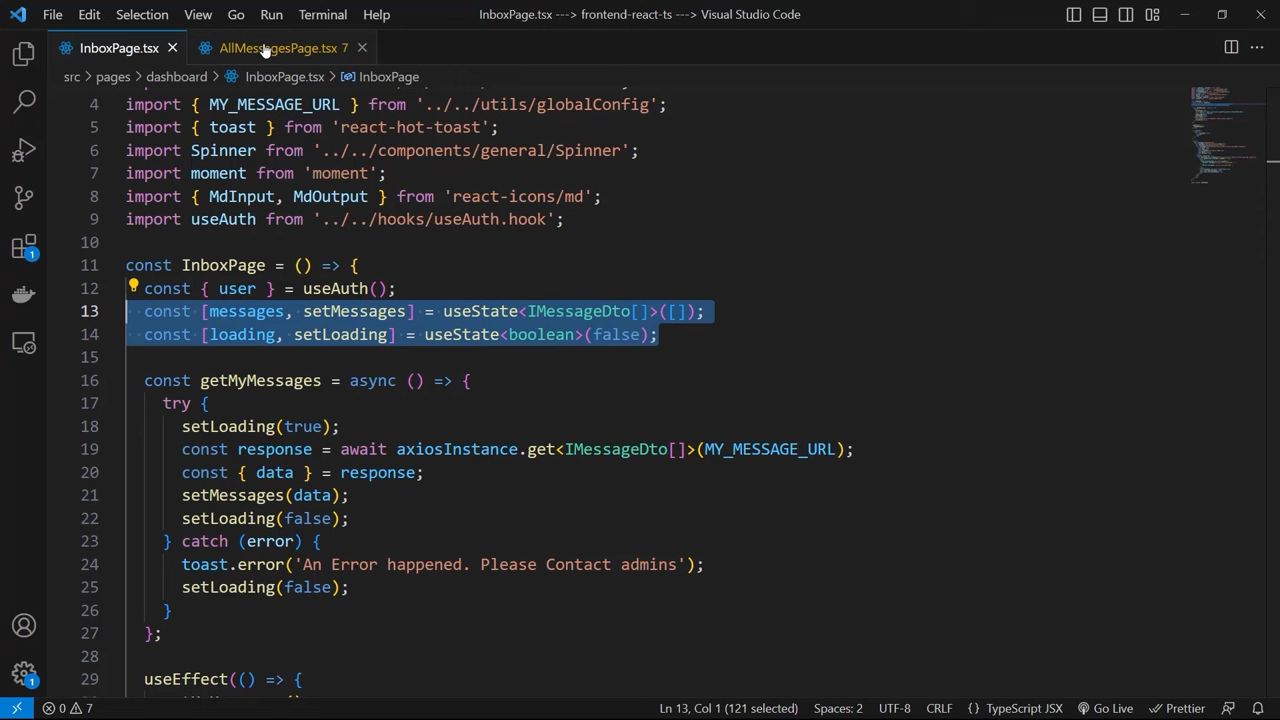 File Edit Selection View Go Run Terminal Help InboxPage.tsx ---> frontend-react-ts ---> Visual Studio Code
InboxPage.tsx AllMessagesPage.tsx 7
src > pages > dashboard > InboxPage.tsx > InboxPage
4 import { MY_MESSAGE_URL } from '../../utils/globalConfig';
5 import { toast } from 'react-hot-toast';
6 import Spinner from '../../components/general/Spinner';
7 import moment from 'moment';
8 import { MdInput, MdOutput } from 'react-icons/md';
9 import useAuth from '../../hooks/useAuth.hook';
10
11 const InboxPage = () => {
12 const { user } = useAuth();
13 const [messages, setMessages] = useState<IMessageDto[]>([]);
14 const [loading, setLoading] = useState<boolean>(false);
15
16 const getMyMessages = async () => {
17 try {
18 setLoading(true);
19 const response = await axiosInstance.get<IMessageDto[]>(MY_MESSAGE_URL);
20 const { data } = response;
21 setMessages(data);
22 setLoading(false);
23 } catch (error) {
24 toast.error('An Error happened. Please Contact admins');
25 setLoading(false);
26 }
27 };
28
29 useEffect(() => {
1
1
0 7 Ln 13, Col 1 (121 selected) Spaces: 2 UTF-8 CRLF {} TypeScript JSX Go Live Prettier